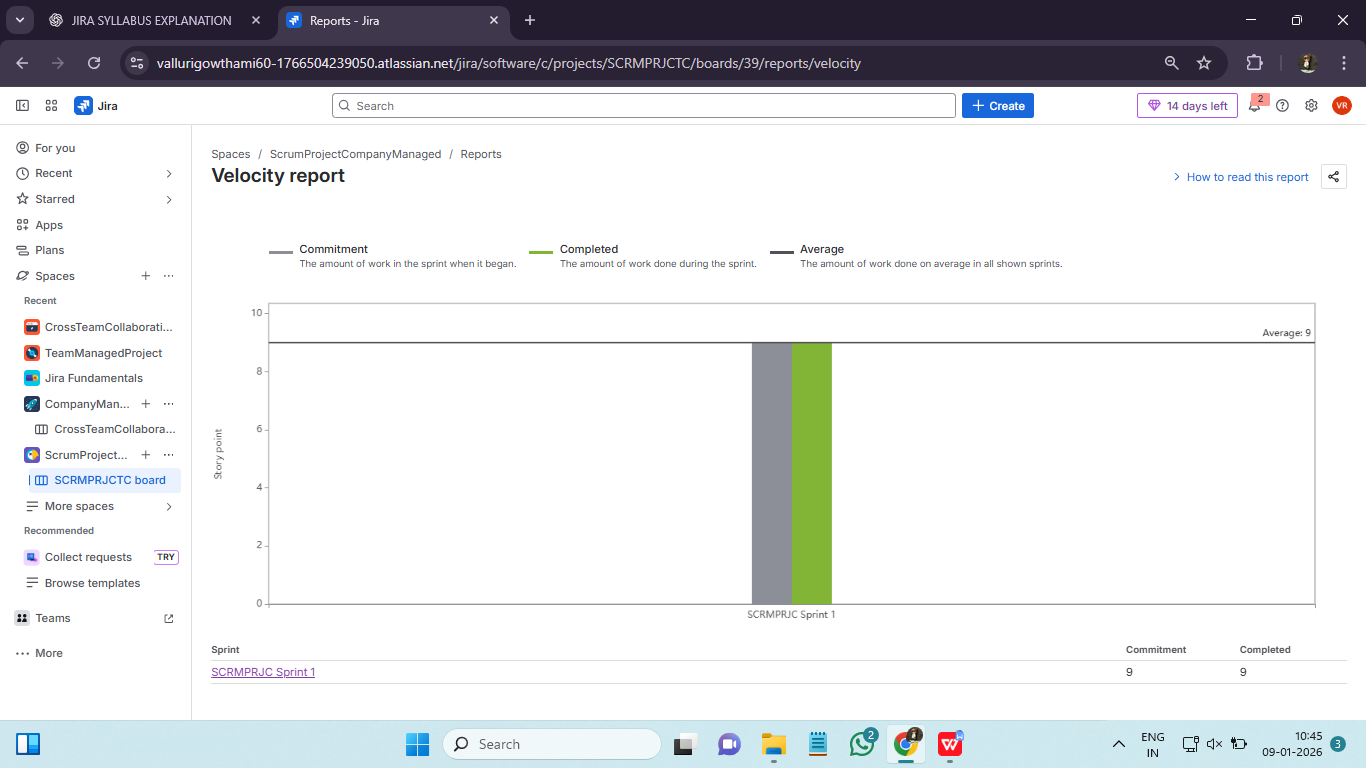 JIRA SYLLABUS EXPLANATION
Reports - Jira
vallurigowthami60-1766504239050.atlassian.net/jira/software/c/projects/SCRMPRJCTC/boards/39/reports/velocity
Jira
Search
Create
14 days left
2
VR
For you
Recent
Starred
Apps
Plans
Spaces
Recent
CrossTeamCollaborati...
TeamManagedProject
Jira Fundamentals
CompanyMan...
CrossTeamCollabora...
ScrumProject...
SCRMPRJCTC board
More spaces
Recommended
Collect requests TRY
Browse templates
Teams
More
Spaces / ScrumProjectCompanyManaged / Reports
Velocity report
How to read this report
Commitment
The amount of work in the sprint when it began.
Completed
The amount of work done during the sprint.
Average
The amount of work done on average in all shown sprints.
10
8
6
4
2
0
Story point
Average: 9
SCRMPRJC Sprint 1
Sprint Commitment Completed
SCRMPRJC Sprint 1 9 9
Search
2
ENG
IN
10:45
09-01-2026
3